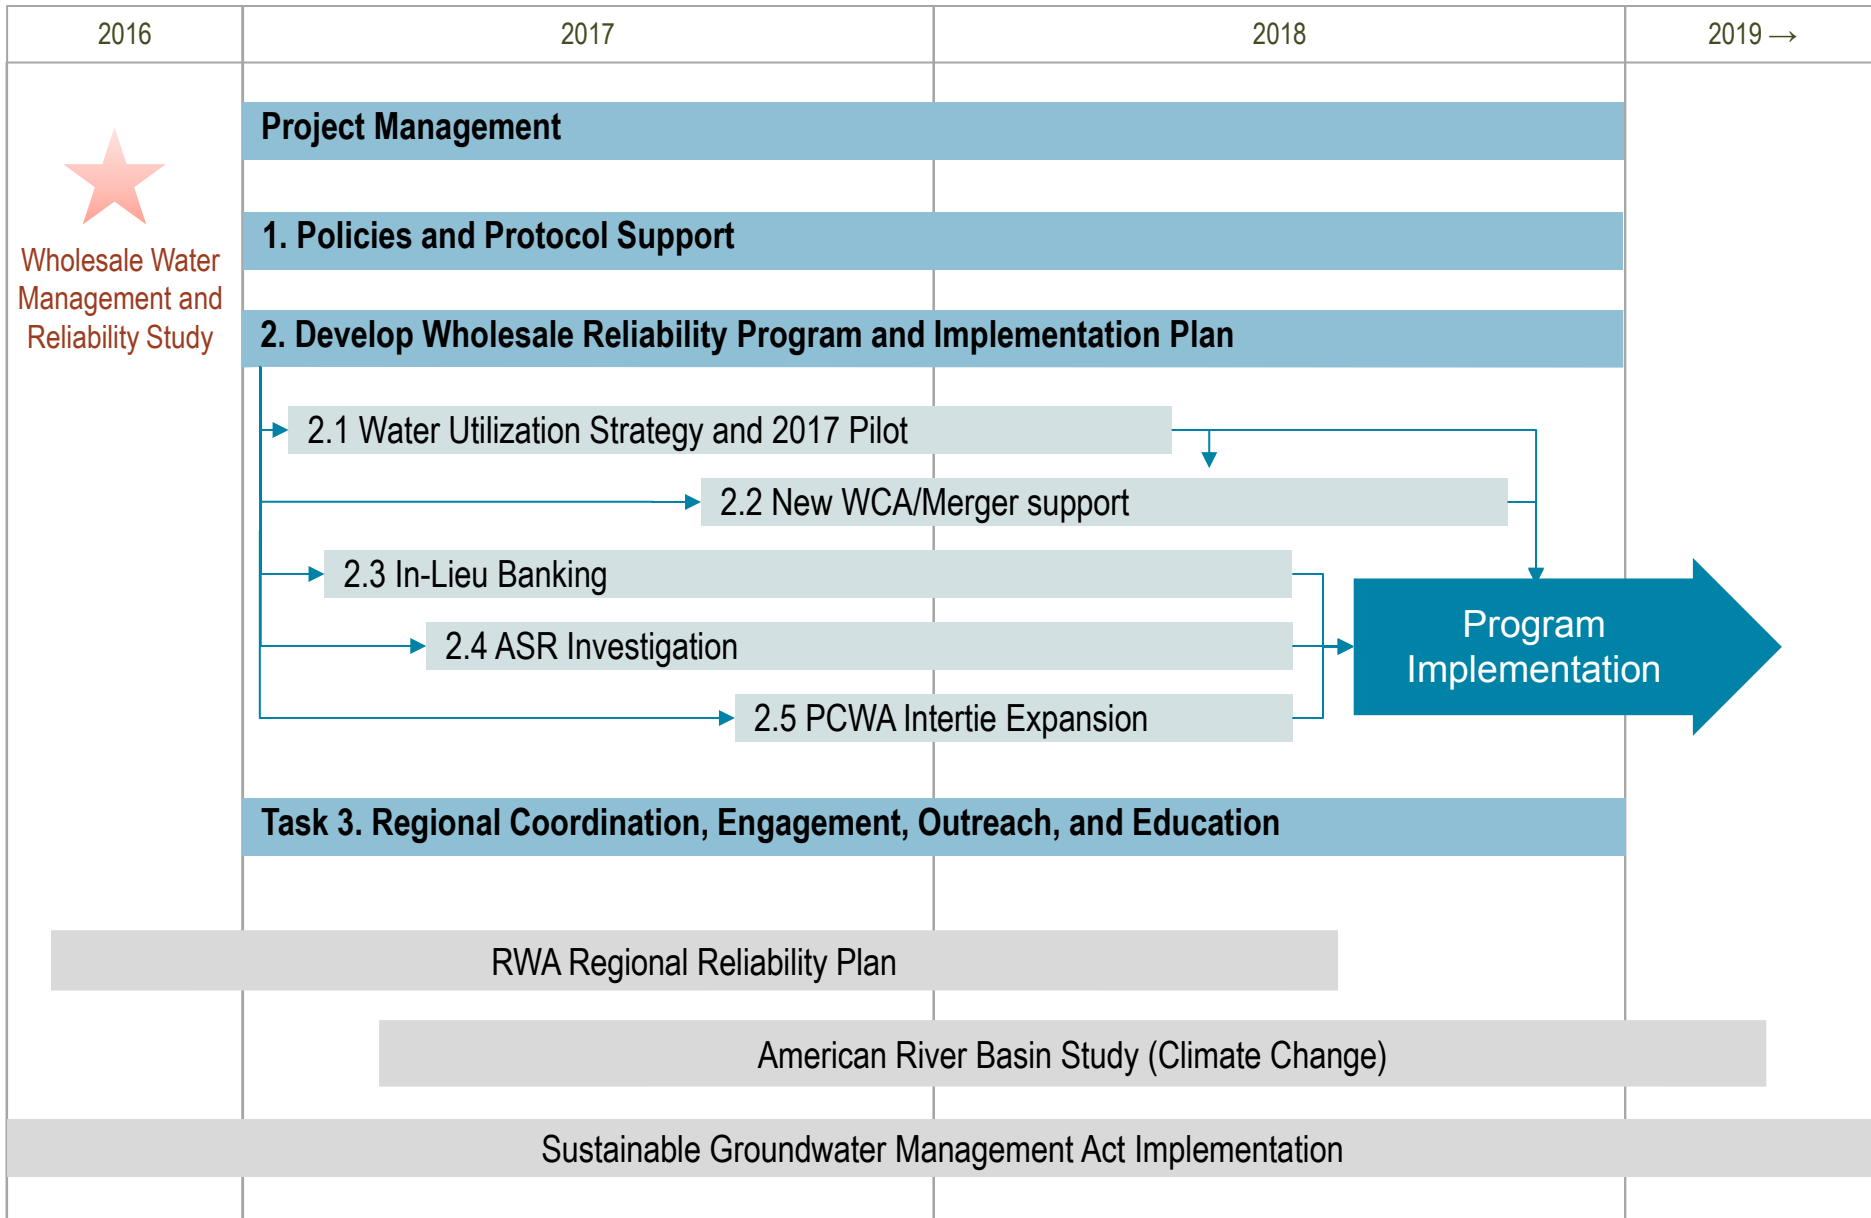 2016
2017
2018
2019 →
Project Management
Wholesale Water
Management and
Reliability Study
1. Policies and Protocol Support
2. Develop Wholesale Reliability Program and Implementation Plan
2.1 Water Utilization Strategy and 2017 Pilot
2.2 New WCA/Merger support
2.3 In-Lieu Banking
2.4 ASR Investigation
2.5 PCWA Intertie Expansion
Program
Implementation
Task 3. Regional Coordination, Engagement, Outreach, and Education
RWA Regional Reliability Plan
American River Basin Study (Climate Change)
Sustainable Groundwater Management Act Implementation